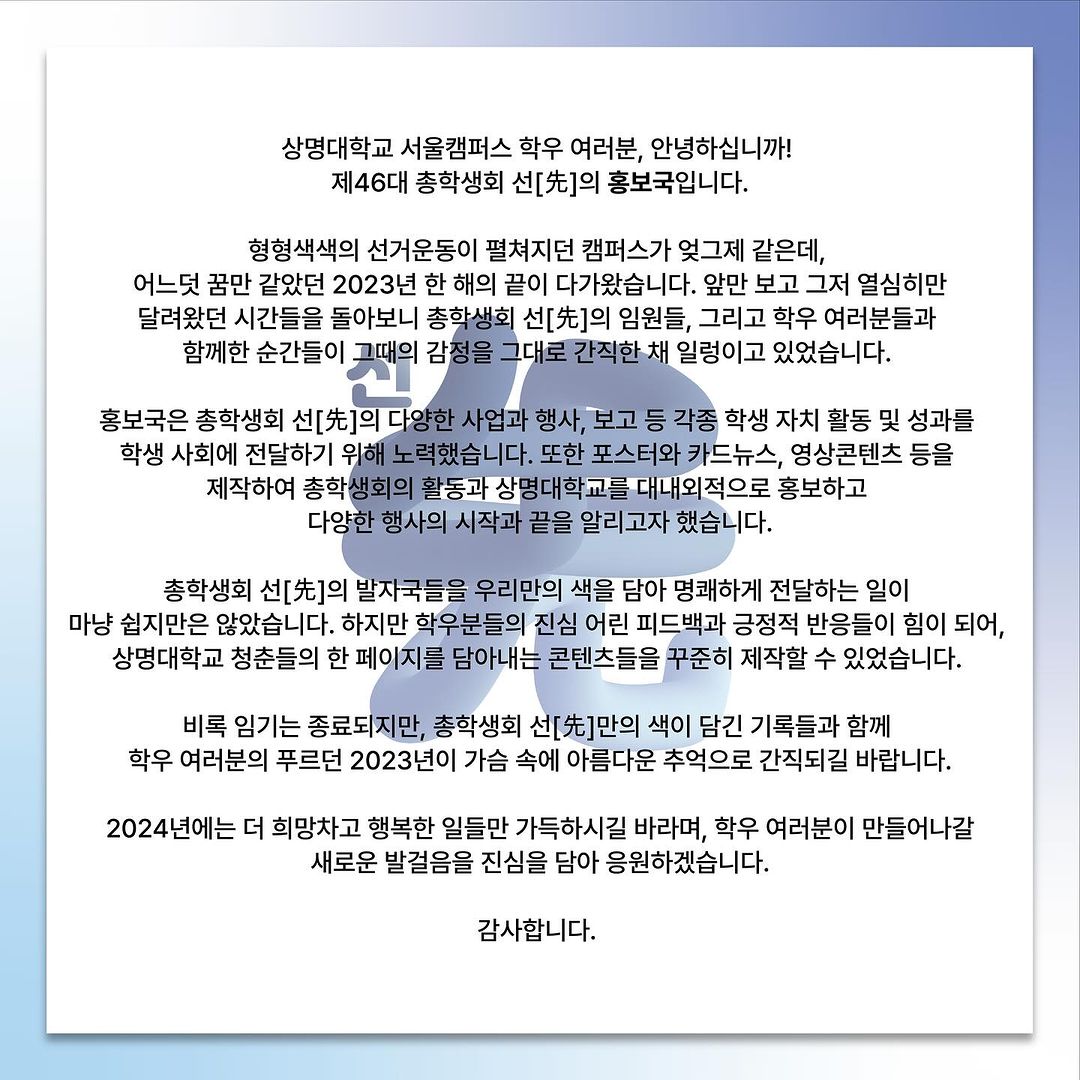 상명대학교 서울캠퍼스 학우 여러분, 안녕하십니까!
제46대 총학생회 선[先]의 홍보국입니다.
형형색색의 선거운동이 펼쳐지던 캠퍼스가 엊그제 같은데,
어느덧 꿈만 같았던 2023년 한 해의 끝이 다가왔습니다. 앞만 보고 그저 열심히만
달려왔던 시간들을 돌아보니 총학생회 선[先]의 임원들, 그리고 학우 여러분들과
함께한 순간들이 그때의 감정을 그대로 간직한 채 일렁이고 있었습니다.
선
先
홍보국은 총학생회 선[先]의 다양한 사업과 행사, 보고 등 각종 학생 자치 활동 및 성과를
학생 사회에 전달하기 위해 노력했습니다. 또한 포스터와 카드뉴스, 영상콘텐츠 등을
제작하여 총학생회의 활동과 상명대학교를 대내외적으로 홍보하고
다양한 행사의 시작과 끝을 알리고자 했습니다.
총학생회 선[先]의 발자국들을 우리만의 색을 담아 명쾌하게 전달하는 일이
마냥 쉽지만은 않았습니다. 하지만 학우분들의 진심 어린 피드백과 긍정적 반응들이 힘이 되어,
상명대학교 청춘들의 한 페이지를 담아내는 콘텐츠들을 꾸준히 제작할 수 있었습니다.
비록 임기는 종료되지만, 총학생회 선[先]만의 색이 담긴 기록들과 함께
학우 여러분의 푸르던 2023년이 가슴 속에 아름다운 추억으로 간직되길 바랍니다.
2024년에는 더 희망차고 행복한 일들만 가득하시길 바라며, 학우 여러분이 만들어나갈
새로운 발걸음을 진심을 담아 응원하겠습니다.
감사합니다.